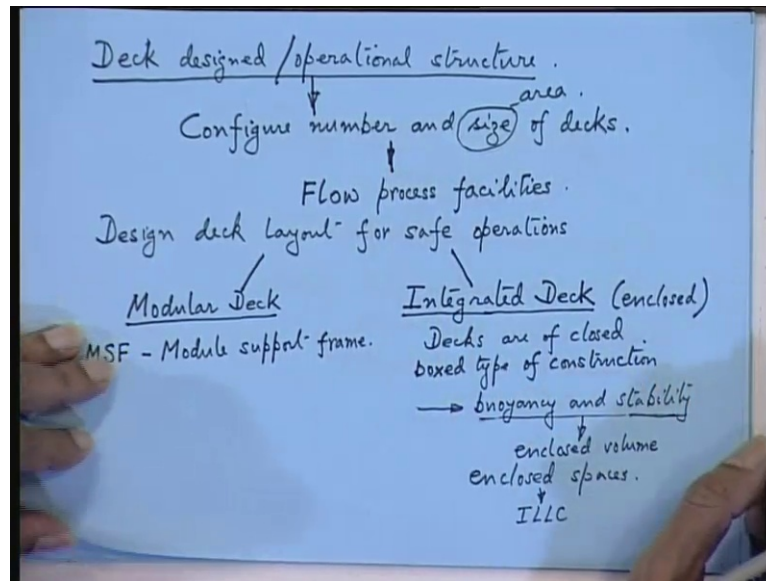 Deck designed / operational structure.
area.
Configure number and size of decks.
Flow process facilities.
Design deck layout for safe operations
Modular Deck
MSF - Module support frame.
Integrated Deck (enclosed)
Decks are of closed
boxed type of construction
buoyancy and stability
enclosed volume
enclosed spaces.
ILLC